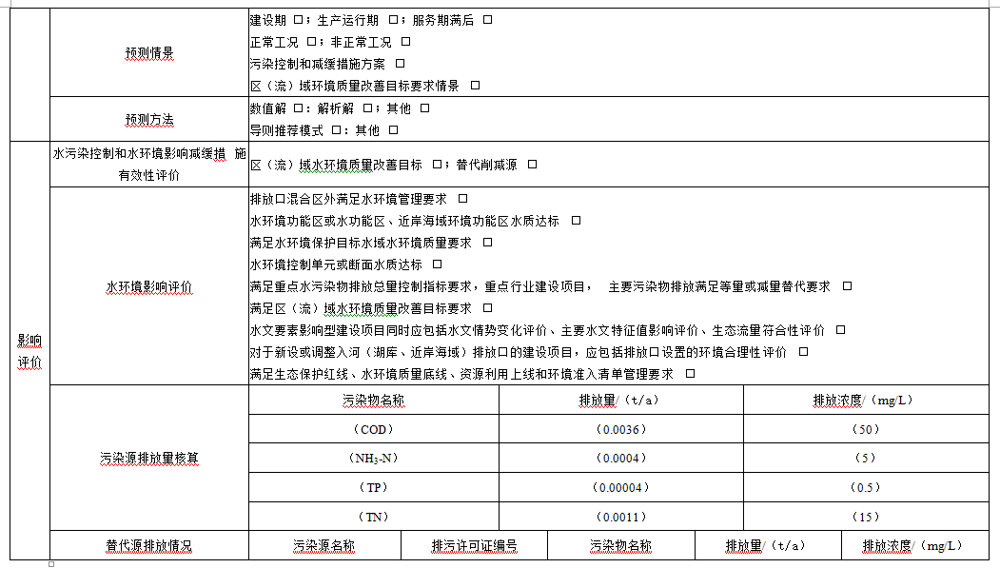 预测情景
建设期 □；生产运行期 □；服务期满后 □
正常工况 □；非正常工况 □
污染控制和减缓措施方案 □
区（流）域环境质量改善目标要求情景 □
预测方法
数值解 □：解析解 □；其他 □
导则推荐模式 □：其他 □
影响
评价
水污染控制和水环境影响减缓措 施
有效性评价
区（流）域水环境质量改善目标 □；替代削减源 □
水环境影响评价
排放口混合区外满足水环境管理要求 □
水环境功能区或水功能区、近岸海域环境功能区水质达标 □
满足水环境保护目标水域水环境质量要求 □
水环境控制单元或断面水质达标 □
满足重点水污染物排放总量控制指标要求，重点行业建设项目， 主要污染物排放满足等量或减量替代要求 □
满足区（流）域水环境质量改善目标要求 □
水文要素影响型建设项目同时应包括水文情势变化评价、主要水文特征值影响评价、生态流量符合性评价 □
对于新设或调整入河（湖库、近岸海域）排放口的建设项目，应包括排放口设置的环境合理性评价 □
满足生态保护红线、水环境质量底线、资源利用上线和环境准入清单管理要求 □
污染源排放量核算
污染物名称 排放量/（t/a） 排放浓度/（mg/L）
（COD） （0.0036） （50）
（NH3-N） （0.0004） （5）
（TP） （0.00004） （0.5）
（TN） （0.0011） （15）
替代源排放情况 污染源名称 排污许可证编号 污染物名称 排放量/（t/a） 排放浓度/（mg/L）